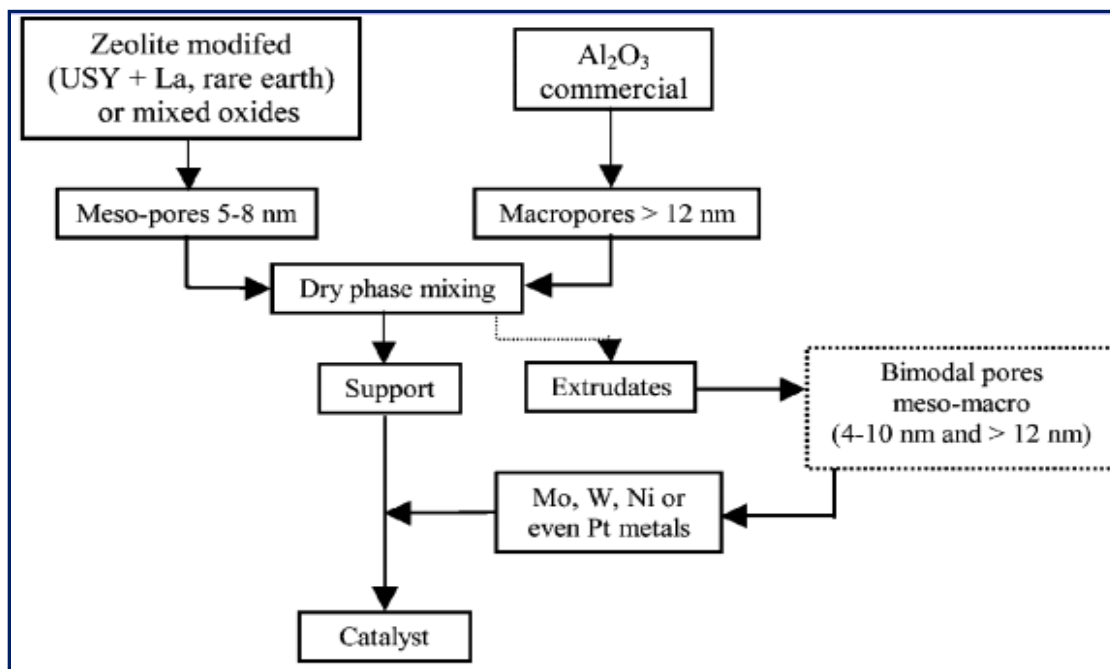 Zeolite modifed
(USY + La, rare earth)
or mixed oxides
Al₂O₃
commercial
Meso-pores 5-8 nm
Macropores > 12 nm
Dry phase mixing
Support
Extrudates
Bimodal pores
meso-macro
(4-10 nm and > 12 nm)
Mo, W, Ni or
even Pt metals
Catalyst